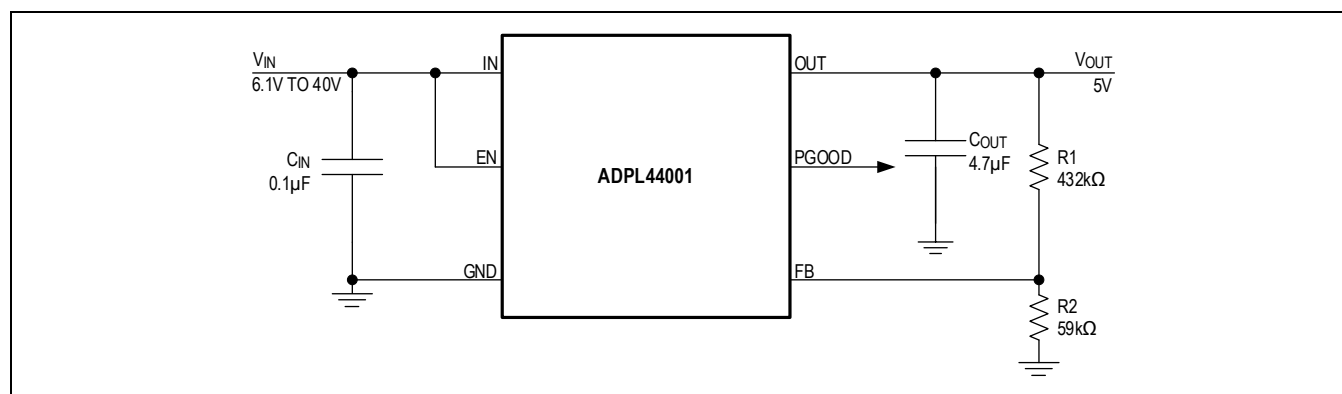 VIN
6.1V TO 40V
IN
OUT
VOUT
5V
CIN
0.1µF
EN
ADPL44001
PGOOD
COUT
4.7µF
R1
432kΩ
GND
FB
R2
59kΩ